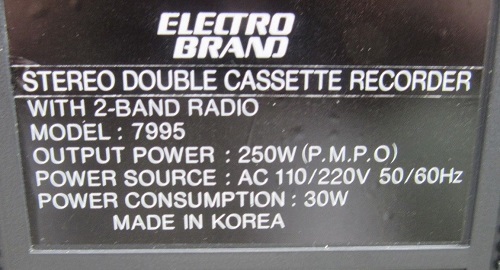 ELECTRO
BRAND
STEREO DOUBLE CASSETTE RECORDER
WITH 2-BAND RADIO
MODEL : 7995
OUTPUT POWER : 250W (P.M.P.O)
POWER SOURCE : AC 110/220V 50/60Hz
POWER CONSUMPTION : 30W
MADE IN KOREA